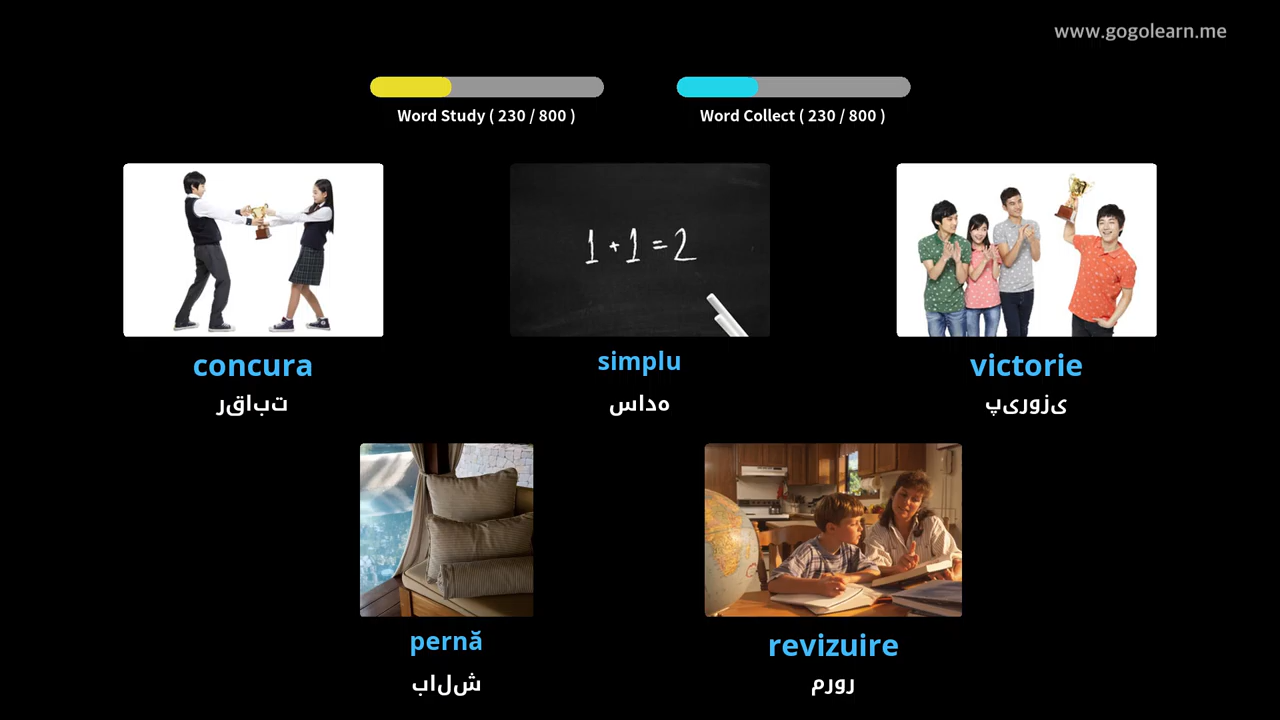 www.gogolearn.me
Word Study ( 230 / 800 )
Word Collect ( 230 / 800 )
concura
رقابت
simplu
ساده
victorie
پیروزی
pernă
بالش
revizuire
مرور